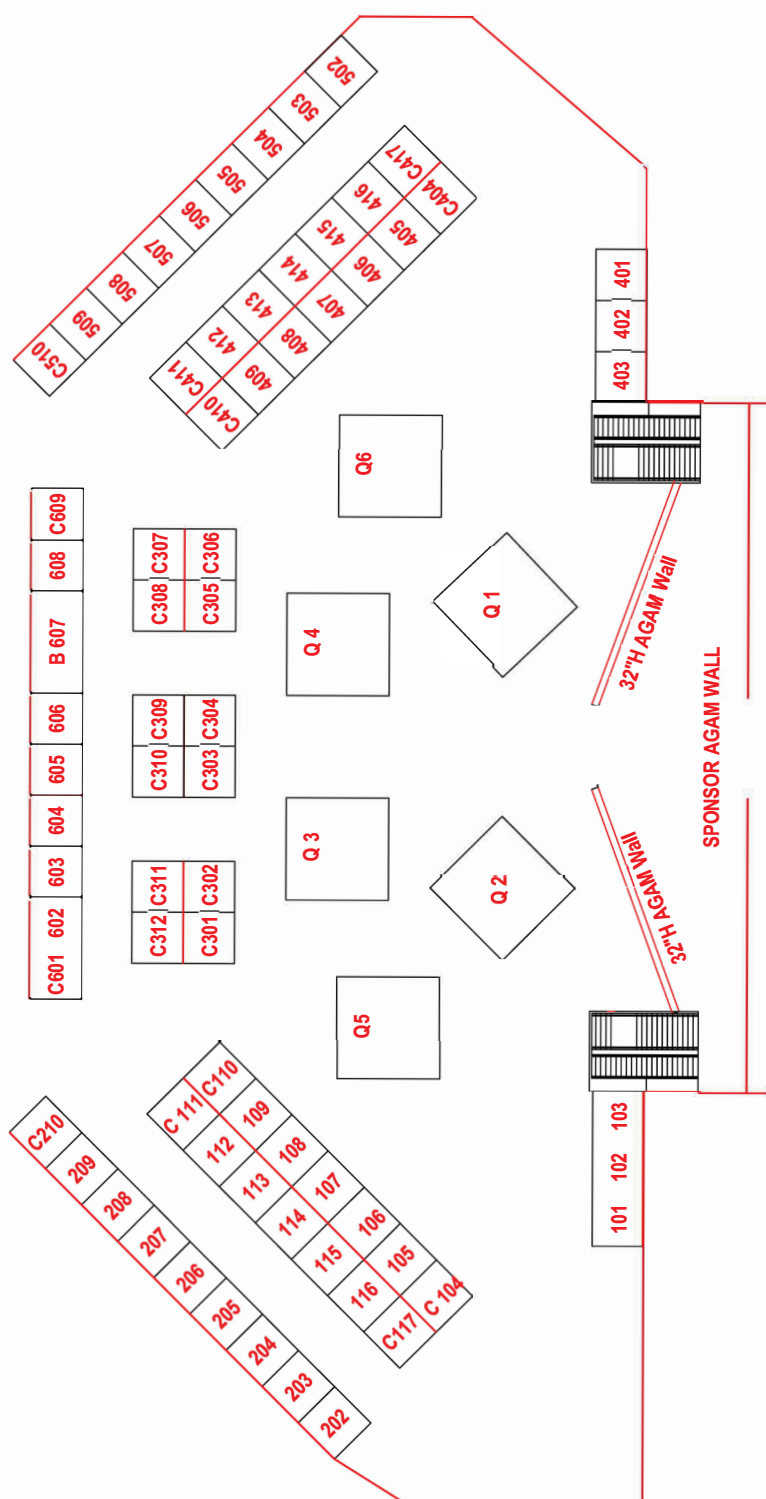 502
503
504
505
506
507
508
509
C510
C417
416
415
414
413
412
C411
C404
405
406
407
408
409
C410
401
402
403
C609
608
B 607
606
605
604
603
C601 602
C307
C306
C308
C305
C309
C304
C310
C303
C311
C302
C312
C301
Q6
Q 4
Q 1
Q 3
Q 2
Q5
32"H AGAM Wall
32"H AGAM Wall
SPONSOR AGAM WALL
C210
209
208
207
206
205
204
203
202
C 111
112
113
114
115
116
C117
C110
109
108
107
106
105
C 104
101 102 103